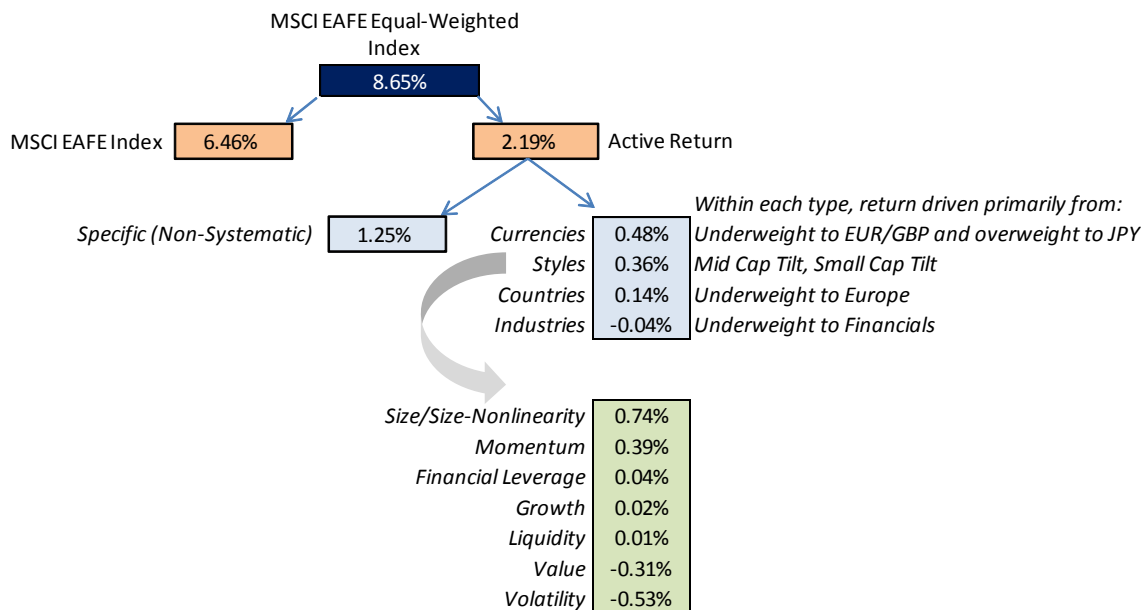 MSCI EAFE Equal-Weighted
Index
8.65%
MSCI EAFE Index 6.46% 2.19% Active Return
Within each type, return driven primarily from:
Specific (Non-Systematic) 1.25% Currencies 0.48% Underweight to EUR/GBP and overweight to JPY
Styles 0.36% Mid Cap Tilt, Small Cap Tilt
Countries 0.14% Underweight to Europe
Industries -0.04% Underweight to Financials
Size/Size-Nonlinearity 0.74%
Momentum 0.39%
Financial Leverage 0.04%
Growth 0.02%
Liquidity 0.01%
Value -0.31%
Volatility -0.53%